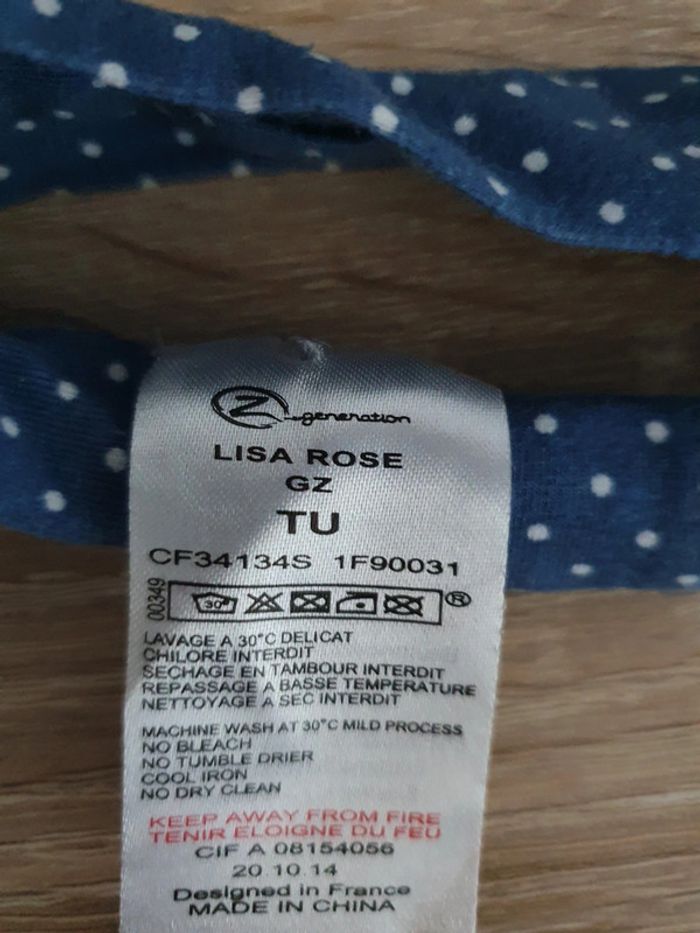 Z generation
LISA ROSE
GZ
TU
CF34134S 1F90031
00349
30° ®
LAVAGE A 30°C DELICAT
CHILORE INTERDIT
SECHAGE EN TAMBOUR INTERDIT
REPASSAGE A BASSE TEMPERATURE
NETTOYAGE A SEC INTERDIT
MACHINE WASH AT 30°C MILD PROCESS
NO BLEACH
NO TUMBLE DRIER
COOL IRON
NO DRY CLEAN
KEEP AWAY FROM FIRE
TENIR ELOIGNE DU FEU
CIF A 08154056
20.10.14
Designed in France
MADE IN CHINA